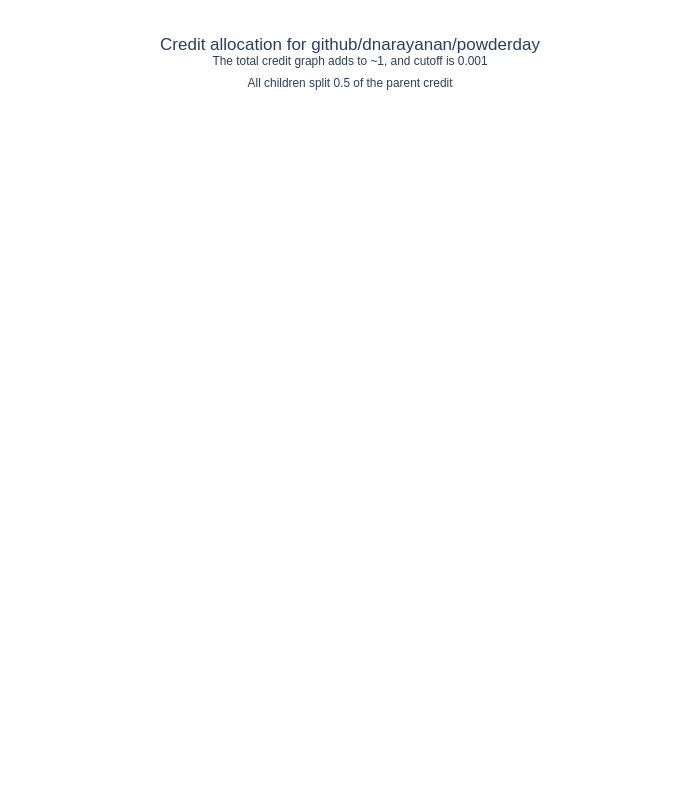 Credit allocation for github/dnarayanan/powderday
The total credit graph adds to ~1, and cutoff is 0.001
All children split 0.5 of the parent credit